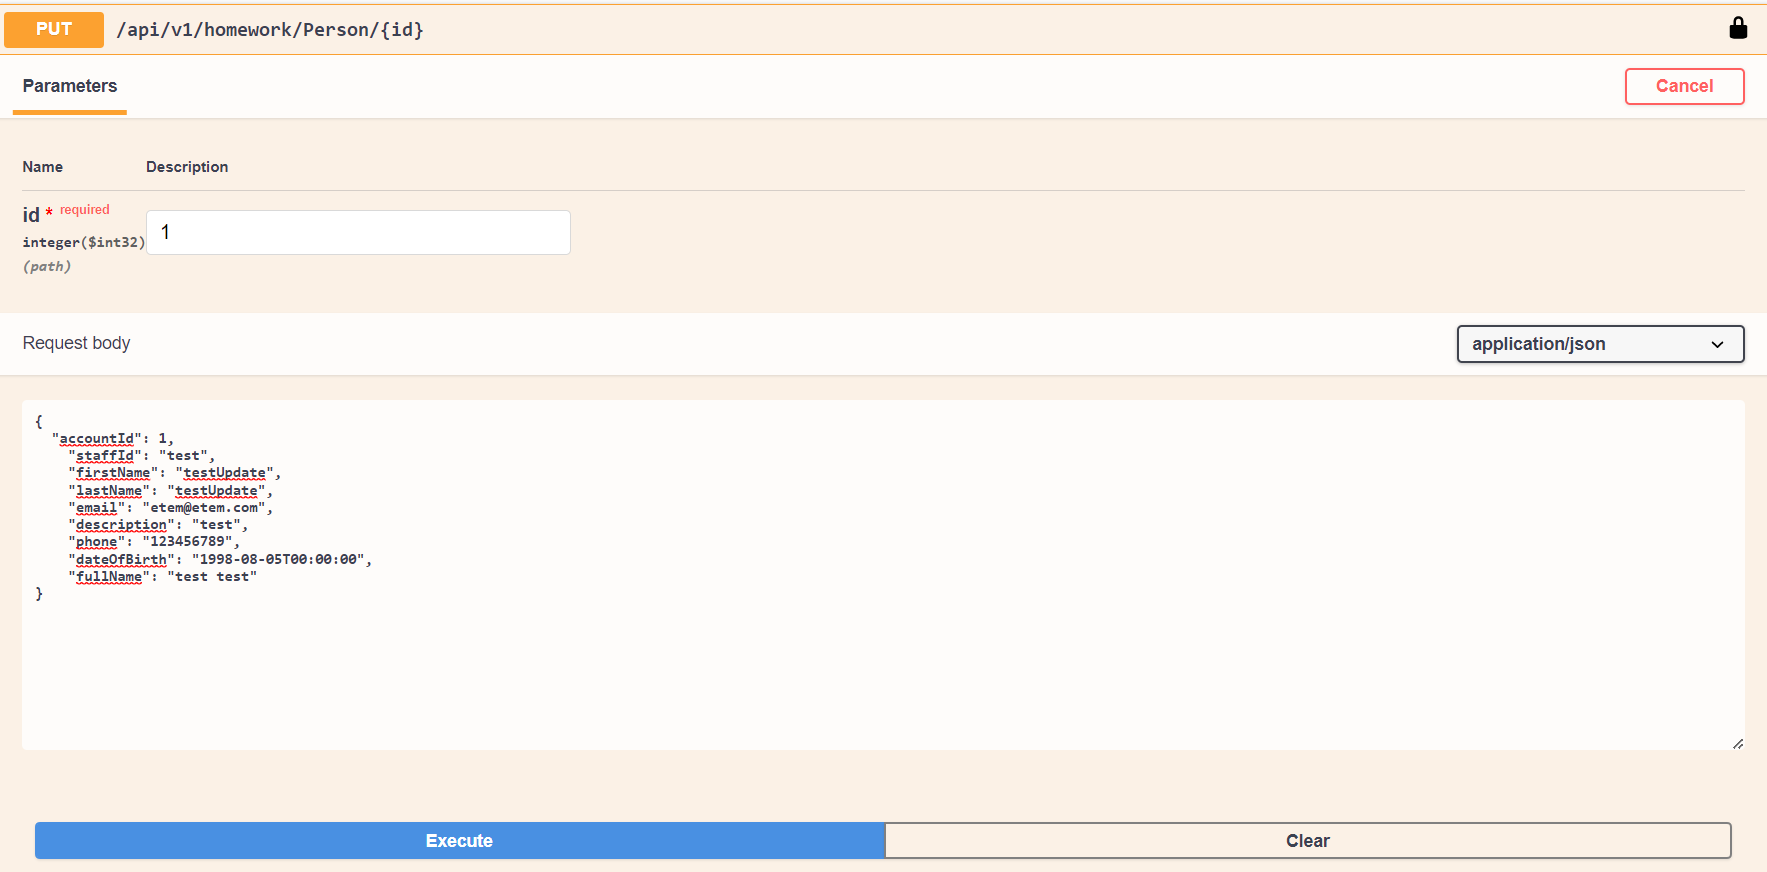 PUT /api/v1/homework/Person/{id}
Parameters
Cancel
Name Description
id * required
integer($int32)
(path)
1
Request body
application/json
{
  "accountId": 1,
    "staffId": "test",
    "firstName": "testUpdate",
    "lastName": "testUpdate",
    "email": "etem@etem.com",
    "description": "test",
    "phone": "123456789",
    "dateOfBirth": "1998-08-05T00:00:00",
    "fullName": "test test"
}
Execute
Clear